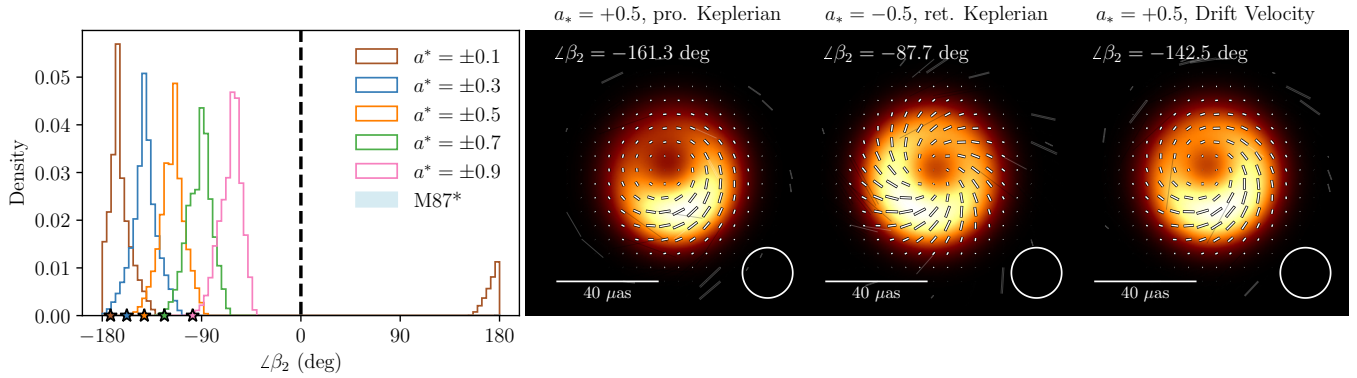 a* = +0.5, pro. Keplerian
a* = −0.5, ret. Keplerian
a* = +0.5, Drift Velocity
∠β₂ = −161.3 deg
∠β₂ = −87.7 deg
∠β₂ = −142.5 deg
0.05
0.04
0.03
0.02
0.01
0.00
Density
a* = ±0.1
a* = ±0.3
a* = ±0.5
a* = ±0.7
a* = ±0.9
M87*
40 μas
40 μas
40 μas
−180
−90
0
90
180
∠β₂ (deg)